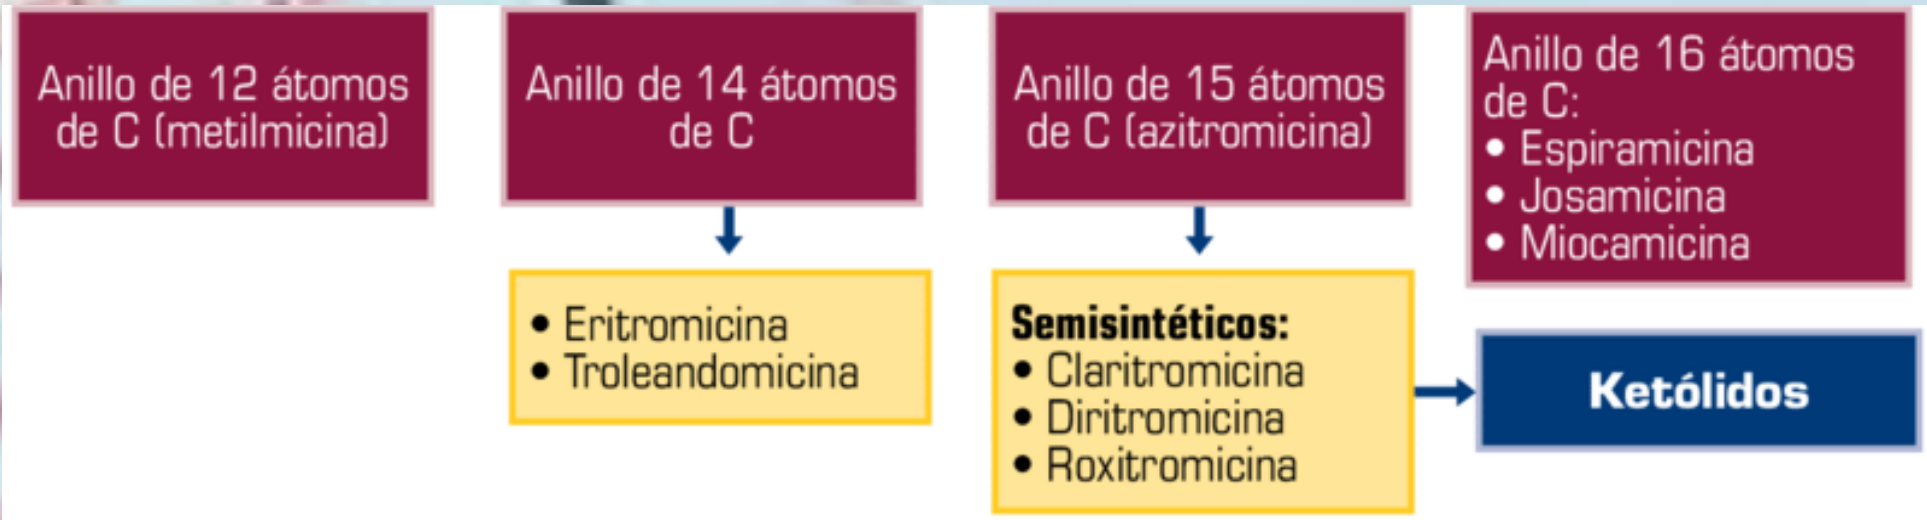 Anillo de 12 átomos
de C (metilmicina)
Anillo de 14 átomos
de C
Anillo de 15 átomos
de C (azitromicina)
Anillo de 16 átomos
de C:
• Espiramicina
• Josamicina
• Miocamicina
• Eritromicina
• Troleandomicina
Semisintéticos:
• Claritromicina
• Diritromicina
• Roxitromicina
Ketólidos